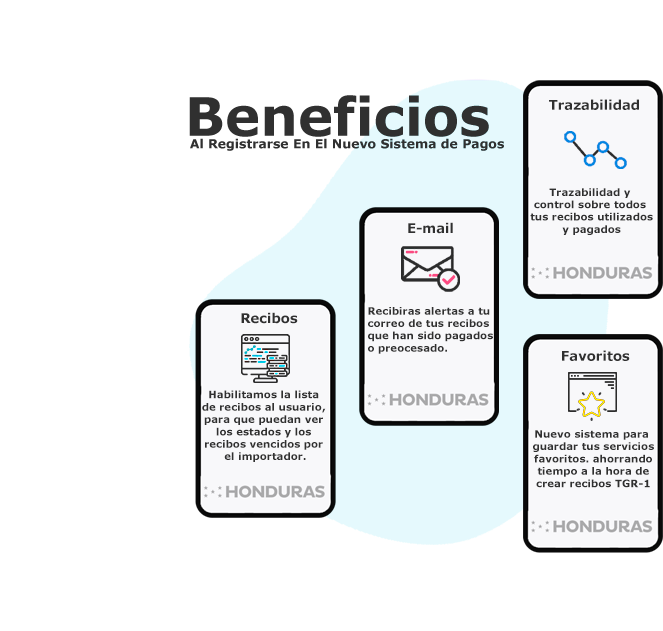 Beneficios
Al Registrarse En El Nuevo Sistema de Pagos
Trazabilidad
Trazabilidad y
control sobre todos
tus recibos utilizados
y pagados
HONDURAS
E-mail
Recibiras alertas a tu
correo de tus recibos
que han sido pagados
o preocesado.
HONDURAS
Recibos
Habilitamos la lista
de recibos al usuario,
para que puedan ver
los estados y los
recibos vencidos por
el importador.
HONDURAS
Favoritos
Nuevo sistema para
guardar tus servicios
favoritos. ahorrando
tiempo a la hora de
crear recibos TGR-1
HONDURAS